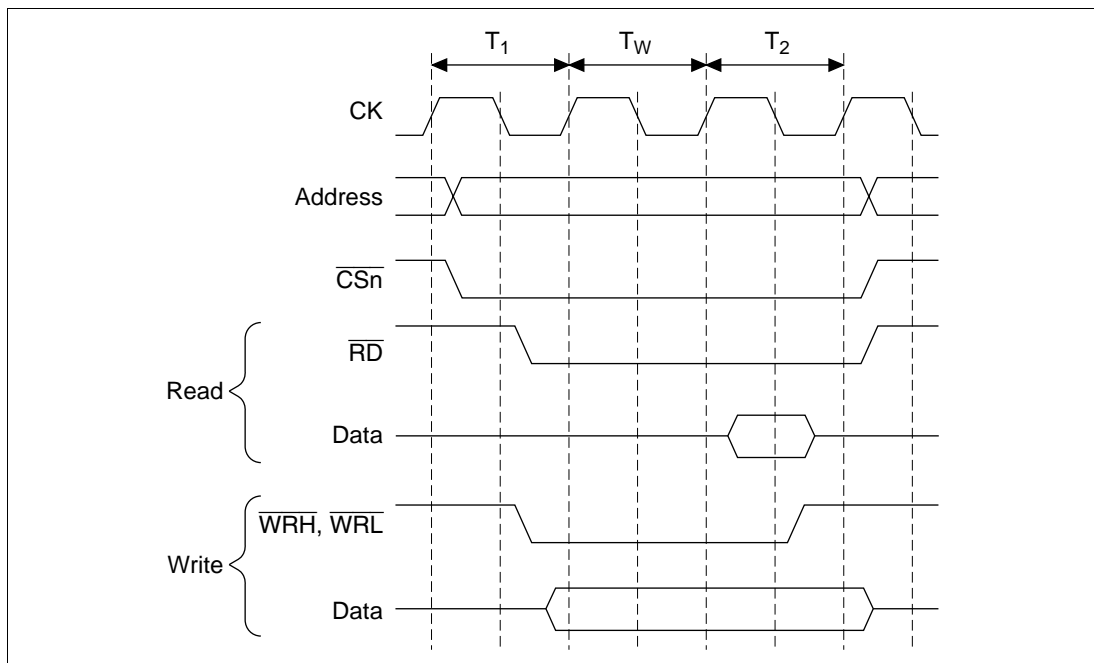 T1 TW T2
CK
Address
CSn
RD
Read
Data
WRH, WRL
Write
Data